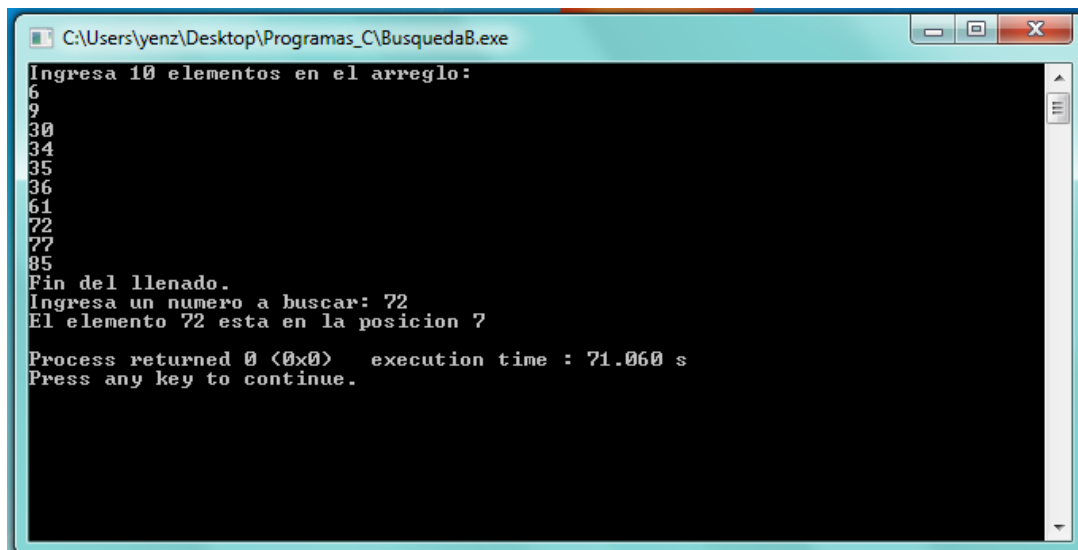 C:\Users\yenz\Desktop\Programas_C\BusquedaB.exe
Ingresa 10 elementos en el arreglo:
6
9
30
34
35
36
61
72
77
85
Fin del llenado.
Ingresa un numero a buscar: 72
El elemento 72 esta en la posicion 7
Process returned 0 (0x0)   execution time : 71.060 s
Press any key to continue.